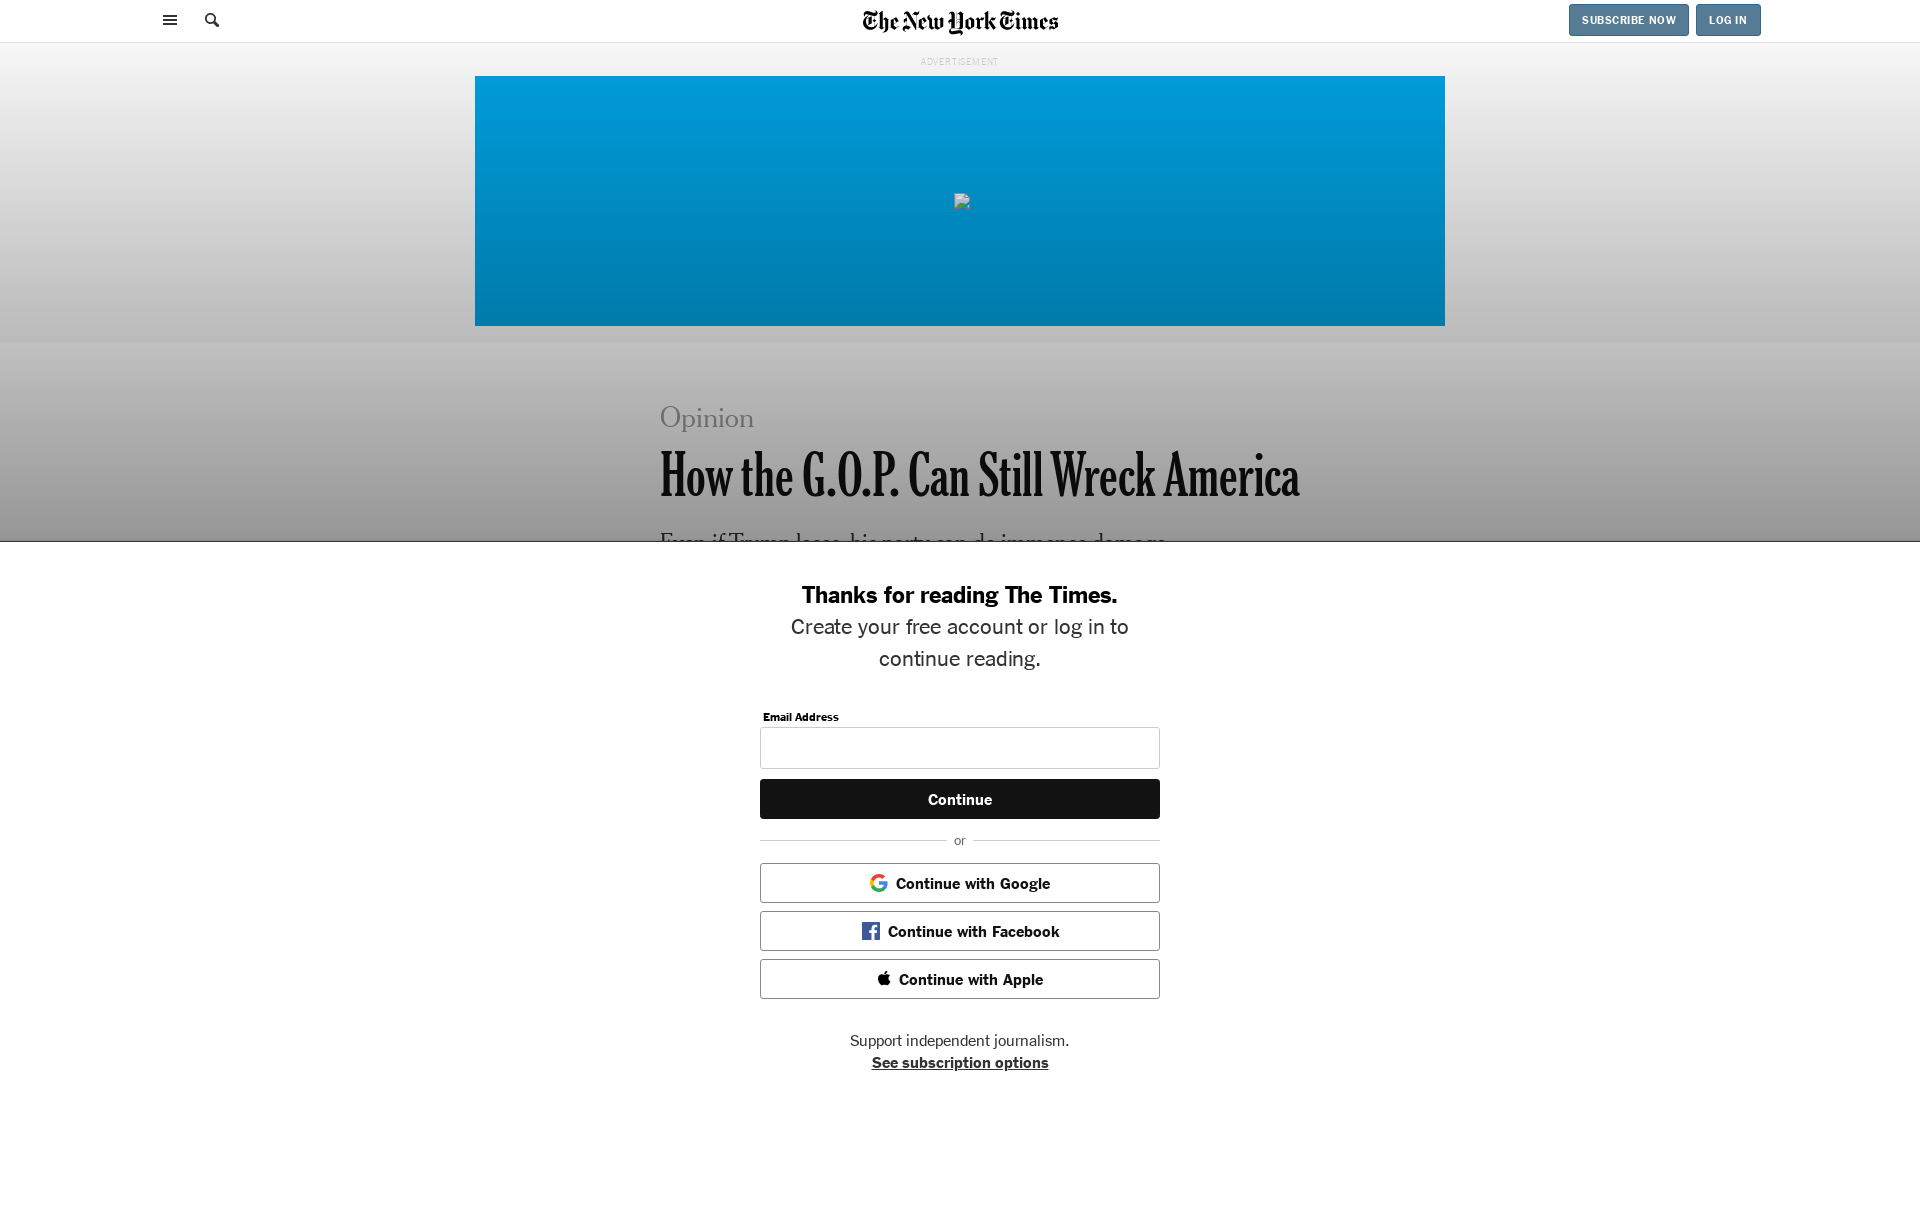 The New York Times
SUBSCRIBE NOW
LOG IN
ADVERTISEMENT
Opinion
How the G.O.P. Can Still Wreck America
Even if Trump loses, his party can do immense damage.
Thanks for reading The Times.
Create your free account or log in to
continue reading.
Email Address
Continue
or
Continue with Google
Continue with Facebook
Continue with Apple
Support independent journalism.
See subscription options